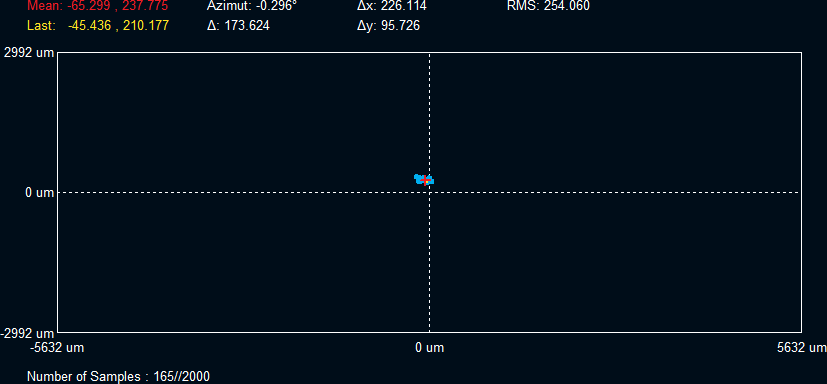 Mean: -65.299 , 237.775 Azimut: -0.296° Δx: 226.114 RMS: 254.060
Last: -45.436 , 210.177 Δ: 173.624 Δy: 95.726
2992 um
0 um
-2992 um
-5632 um 0 um 5632 um
Number of Samples : 165//2000